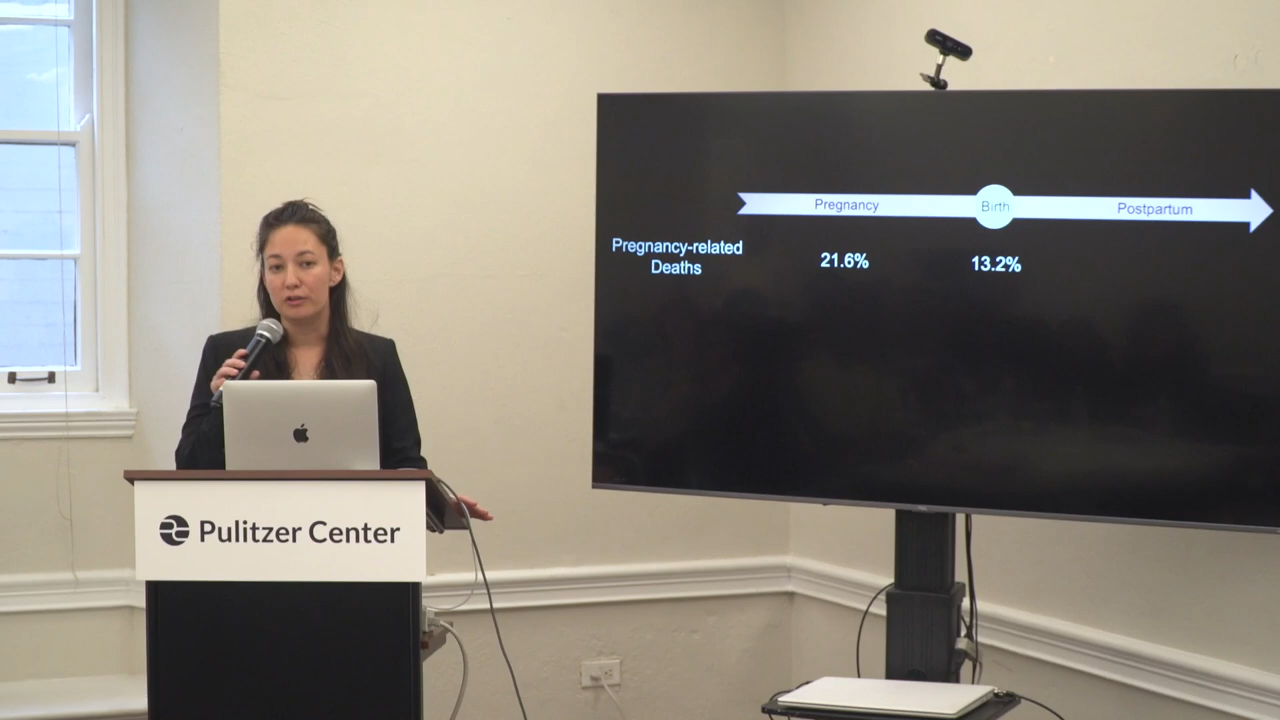 Pregnancy
Birth
Postpartum
Pregnancy-related
Deaths
21.6%
13.2%
Pulitzer Center